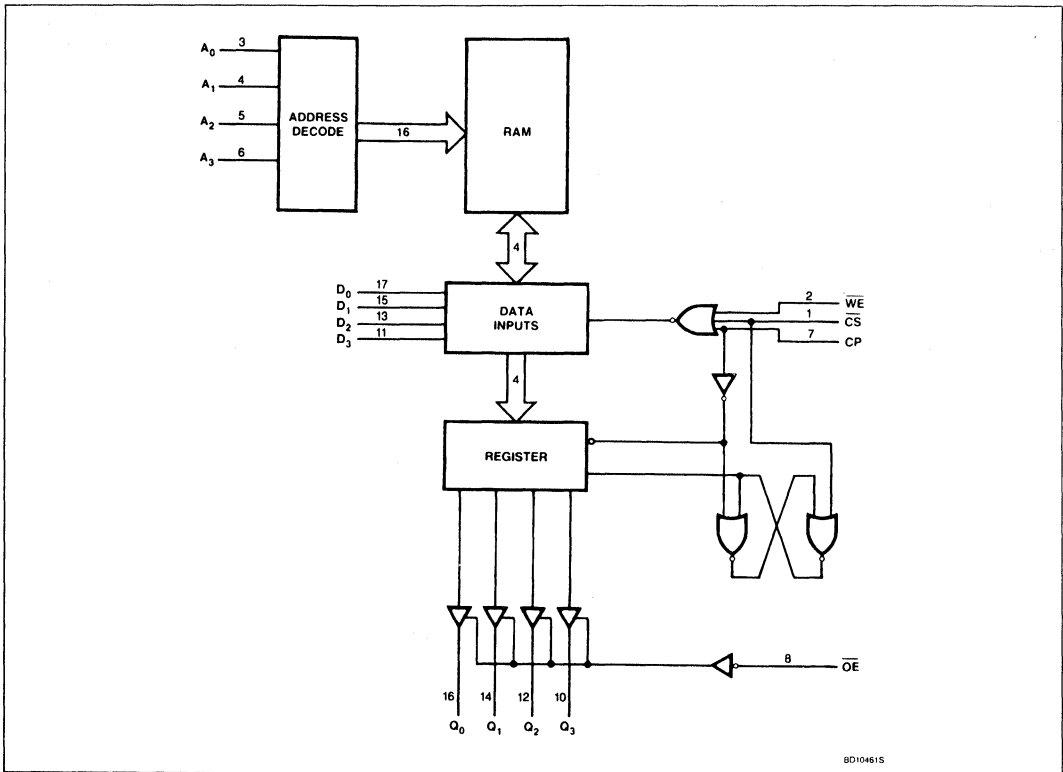 A0 3
A1 4
A2 5
A3 6
ADDRESS
DECODE
16
RAM
4
D0 17
D1 15
D2 13
D3 11
DATA
INPUTS
2 WE
1 CS
7 CP
4
REGISTER
8 OE
16 14 12 10
Q0 Q1 Q2 Q3
BD10461S